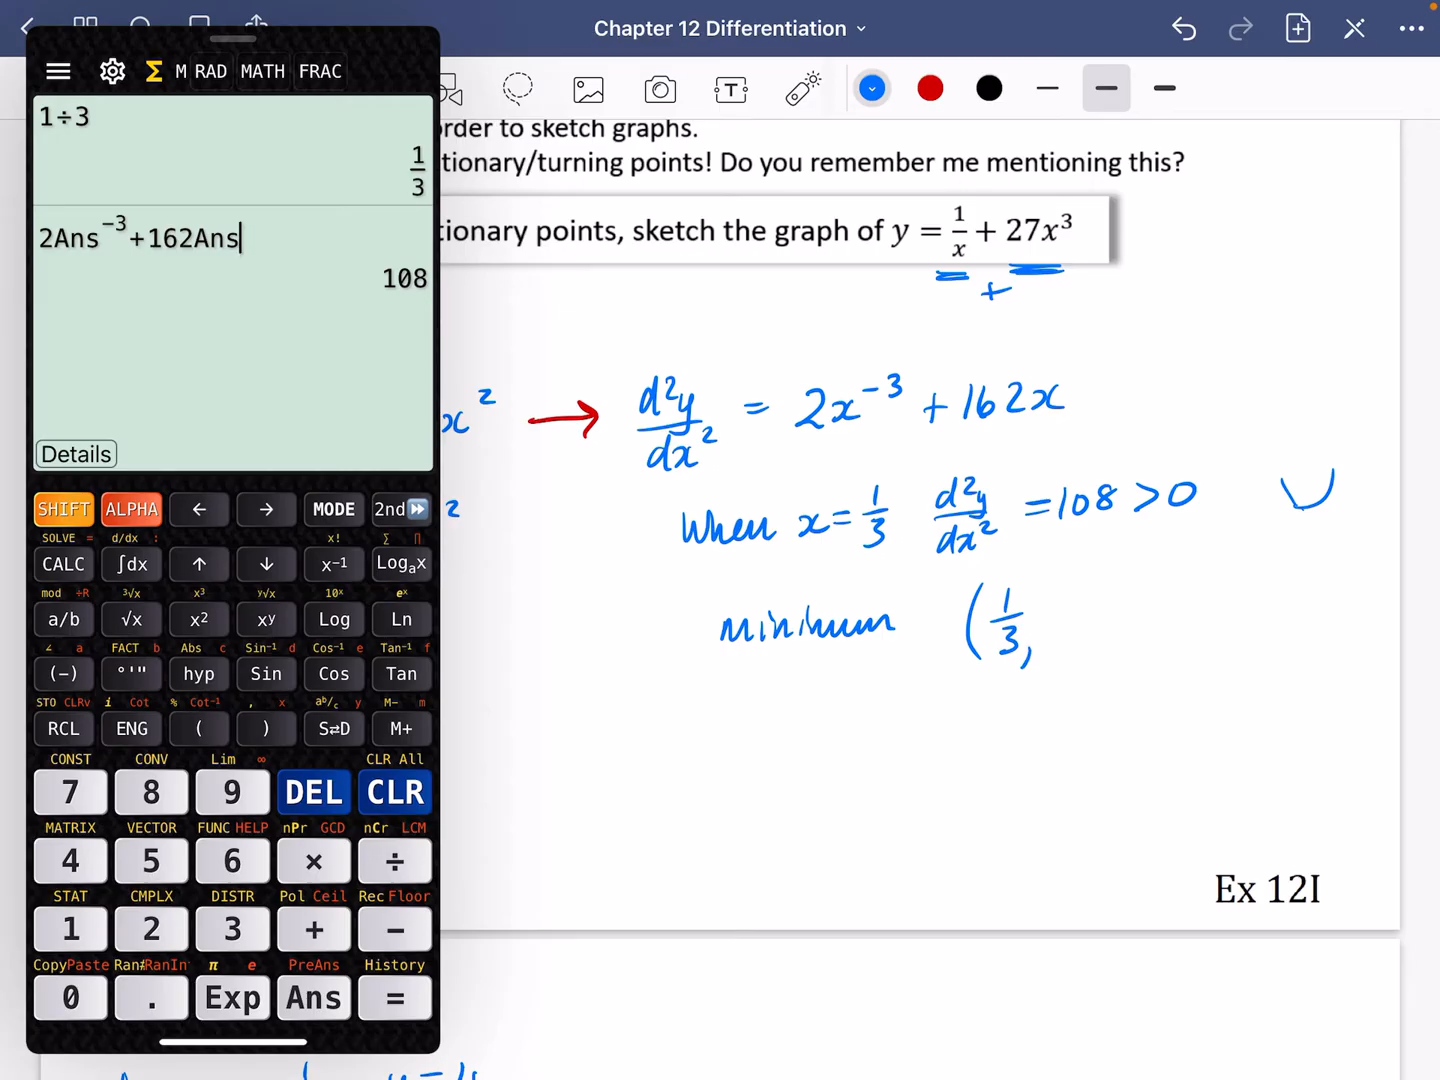 Chapter 12 Differentiation
M RAD MATH FRAC
1÷3
1/3
2Ans⁻³+162Ans
108
Details
order to sketch graphs.
tionary/turning points! Do you remember me mentioning this?
tionary points, sketch the graph of y = 1/x + 27x³
+
x²
→ d²y/dx² = 2x⁻³ + 162x
2
When x = 1/3 d²y/dx² = 108 > 0
minimum (1/3,
Ex 12I
SHIFT ALPHA ← → MODE 2nd
SOLVE = d/dx : x! ∑ ∏
CALC ∫dx ↑ ↓ x⁻¹ Logₐx
mod ÷R ³√x x³ ʸ√x 10ˣ eˣ
a/b √x x² xʸ Log Ln
∠ a FACT b Abs c Sin⁻¹ d Cos⁻¹ e Tan⁻¹ f
(−) °'" hyp Sin Cos Tan
STO CLRv i Cot % Cot⁻¹ , x aᵇ/c y M− m
RCL ENG ( ) S⇄D M+
CONST CONV Lim ∞ CLR All
7 8 9 DEL CLR
MATRIX VECTOR FUNC HELP nPr GCD nCr LCM
4 5 6 × ÷
STAT CMPLX DISTR Pol Ceil Rec Floor
1 2 3 + −
Copy Paste Ran# RanIn π e PreAns History
0 . Exp Ans =